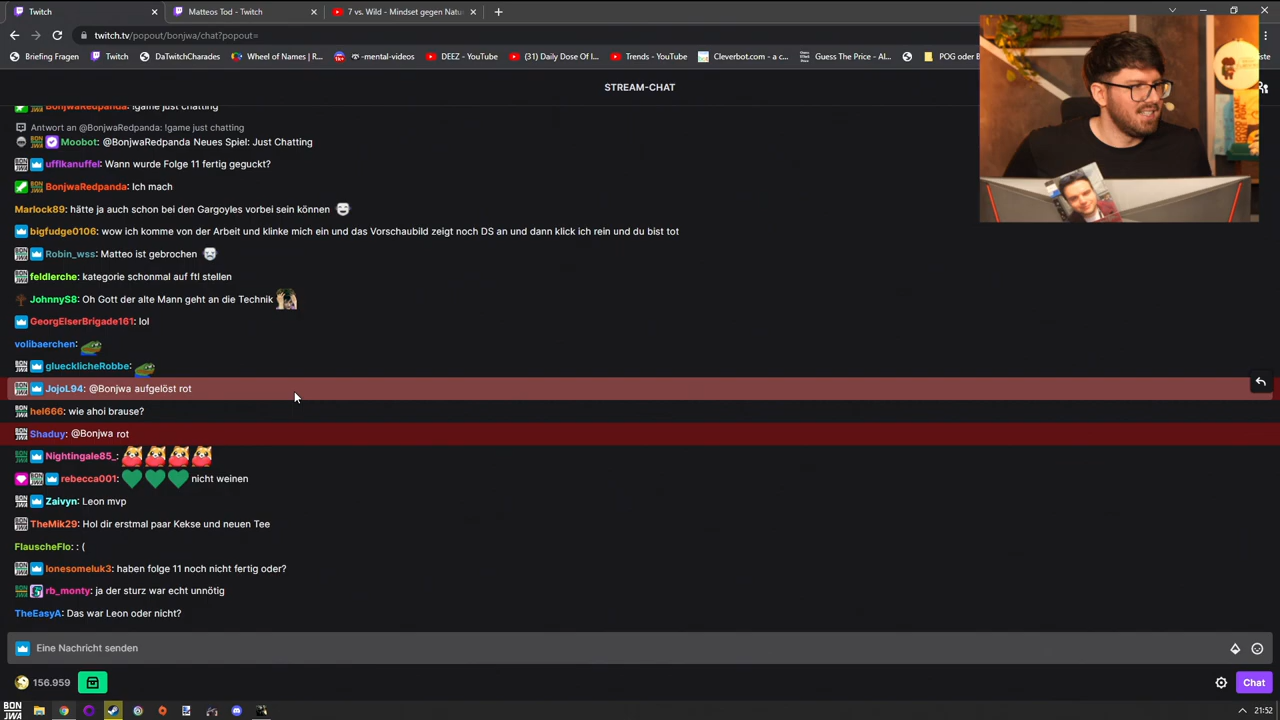 Twitch
Matteos Tod - Twitch
7 vs. Wild - Mindset gegen Natu
twitch.tv/popout/bonjwa/chat?popout=
Briefing Fragen
Twitch
DaTwitchCharades
Wheel of Names | R...
-mental-videos
DEEZ - YouTube
(31) Daily Dose Of I...
Trends - YouTube
Cleverbot.com - a c...
Guess The Price - Al...
POG oder B
STREAM-CHAT
BonjwaRedpanda: !game just chatting
Antwort an @BonjwaRedpanda: !game just chatting
Moobot: @BonjwaRedpanda Neues Spiel: Just Chatting
ufflkanuffel: Wann wurde Folge 11 fertig geguckt?
BonjwaRedpanda: Ich mach
Marlock89: hätte ja auch schon bei den Gargoyles vorbei sein können
bigfudge0106: wow ich komme von der Arbeit und klinke mich ein und das Vorschaubild zeigt noch DS an und dann klick ich rein und du bist tot
Robin_wss: Matteo ist gebrochen
feldlerche: kategorie schonmal auf ftl stellen
JohnnyS8: Oh Gott der alte Mann geht an die Technik
GeorgElserBrigade161: lol
volibaerchen:
gluecklicheRobbe:
JojoL94: @Bonjwa aufgelöst rot
hel666: wie ahoi brause?
Shaduy: @Bonjwa rot
Nightingale85_:
rebecca001: nicht weinen
Zaivyn: Leon mvp
TheMik29: Hol dir erstmal paar Kekse und neuen Tee
FlauscheFlo: : (
lonesomeluk3: haben folge 11 noch nicht fertig oder?
rb_monty: ja der sturz war echt unnötig
TheEasyA: Das war Leon oder nicht?
Eine Nachricht senden
156.959
Chat
BON
JWA
21:52